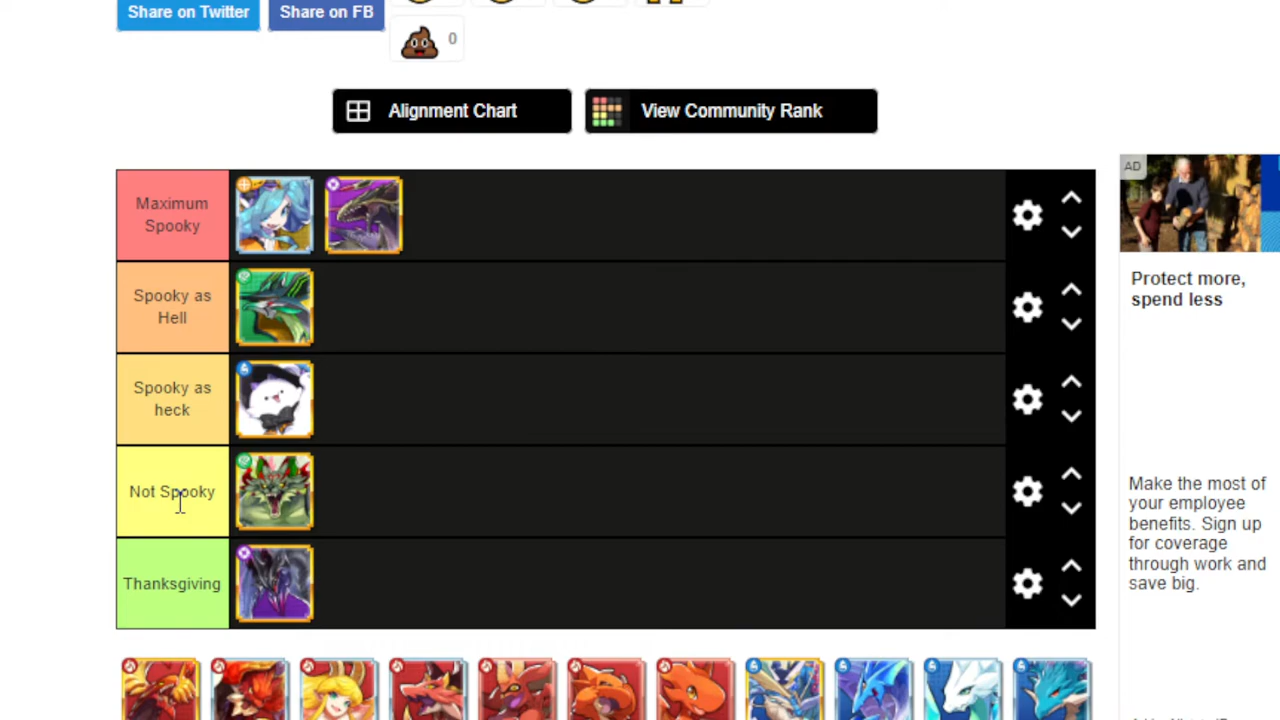 Share on Twitter
Share on FB
0
Alignment Chart
View Community Rank
Maximum
Spooky
Spooky as
Hell
Spooky as
heck
Not Spooky
Thanksgiving
AD
Protect more,
spend less
Make the most of
your employee
benefits. Sign up
for coverage
through work and
save big.